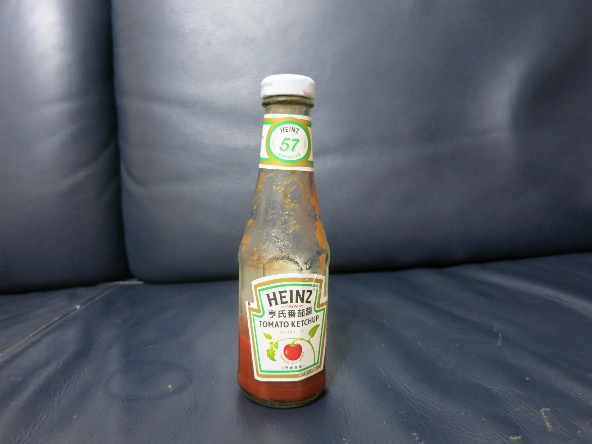 HEINZ
57
HEINZ
亨氏番茄醬
TOMATO KETCHUP